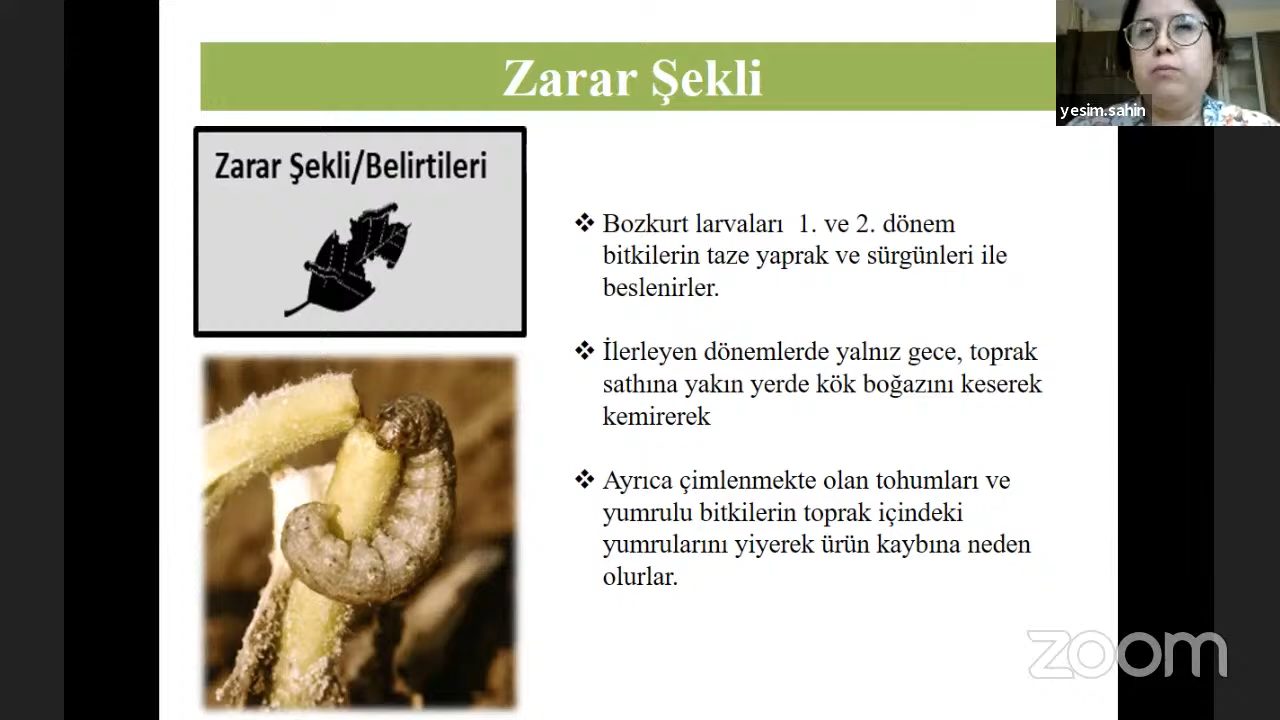 Zarar Şekli
yesim.sahin
Zarar Şekli/Belirtileri
❖ Bozkurt larvaları 1. ve 2. dönem
bitkilerin taze yaprak ve sürgünleri ile
beslenirler.
❖ İlerleyen dönemlerde yalnız gece, toprak
sathına yakın yerde kök boğazını keserek
kemirerek
❖ Ayrıca çimlenmekte olan tohumları ve
yumrulu bitkilerin toprak içindeki
yumrularını yiyerek ürün kaybına neden
olurlar.
zoom